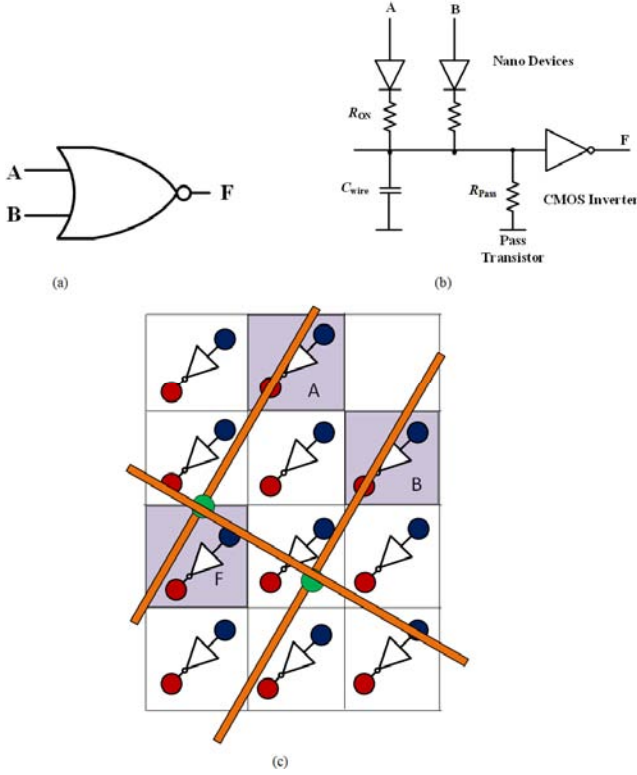 A
B
F
(a)
A B
Nano Devices
R_ON
F
C_wire
R_Pass
CMOS Inverter
Pass
Transistor
(b)
A
B
F
(c)